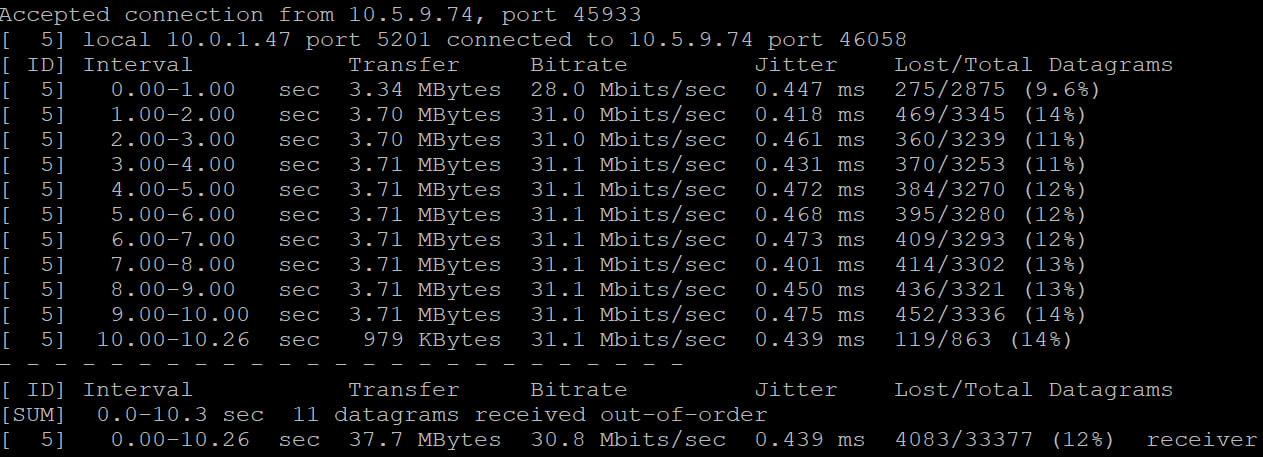 Accepted connection from 10.5.9.74, port 45933
[  5] local 10.0.1.47 port 5201 connected to 10.5.9.74 port 46058
[ ID] Interval           Transfer     Bitrate         Jitter    Lost/Total Datagrams
[  5]   0.00-1.00   sec  3.34 MBytes  28.0 Mbits/sec  0.447 ms  275/2875 (9.6%)
[  5]   1.00-2.00   sec  3.70 MBytes  31.0 Mbits/sec  0.418 ms  469/3345 (14%)
[  5]   2.00-3.00   sec  3.70 MBytes  31.0 Mbits/sec  0.461 ms  360/3239 (11%)
[  5]   3.00-4.00   sec  3.71 MBytes  31.1 Mbits/sec  0.431 ms  370/3253 (11%)
[  5]   4.00-5.00   sec  3.71 MBytes  31.1 Mbits/sec  0.472 ms  384/3270 (12%)
[  5]   5.00-6.00   sec  3.71 MBytes  31.1 Mbits/sec  0.468 ms  395/3280 (12%)
[  5]   6.00-7.00   sec  3.71 MBytes  31.1 Mbits/sec  0.473 ms  409/3293 (12%)
[  5]   7.00-8.00   sec  3.71 MBytes  31.1 Mbits/sec  0.401 ms  414/3302 (13%)
[  5]   8.00-9.00   sec  3.71 MBytes  31.1 Mbits/sec  0.450 ms  436/3321 (13%)
[  5]   9.00-10.00  sec  3.71 MBytes  31.1 Mbits/sec  0.475 ms  452/3336 (14%)
[  5]  10.00-10.26  sec   979 KBytes  31.1 Mbits/sec  0.439 ms  119/863 (14%)
- - - - - - - - - - - - - - - - - - - - - - - - -
[ ID] Interval           Transfer     Bitrate         Jitter    Lost/Total Datagrams
[SUM]  0.0-10.3 sec  11 datagrams received out-of-order
[  5]   0.00-10.26  sec  37.7 MBytes  30.8 Mbits/sec  0.439 ms  4083/33377 (12%)  receiver